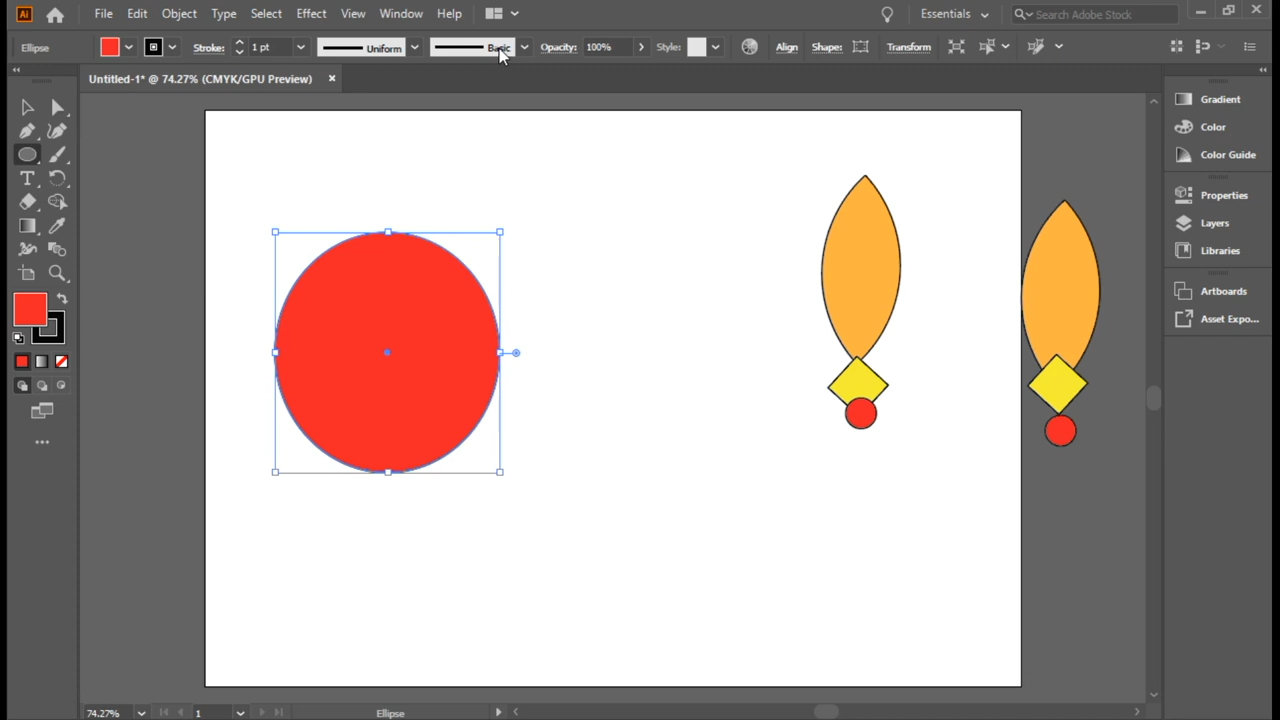 Ai File Edit Object Type Select Effect View Window Help Essentials Search Adobe Stock
Ellipse Stroke: 1 pt Uniform Basic Opacity: 100% Style: Align Shape: Transform
Untitled-1* @ 74.27% (CMYK/GPU Preview)
Gradient
Color
Color Guide
Properties
Layers
Libraries
Artboards
Asset Expo...
T
74.27% 1 Ellipse